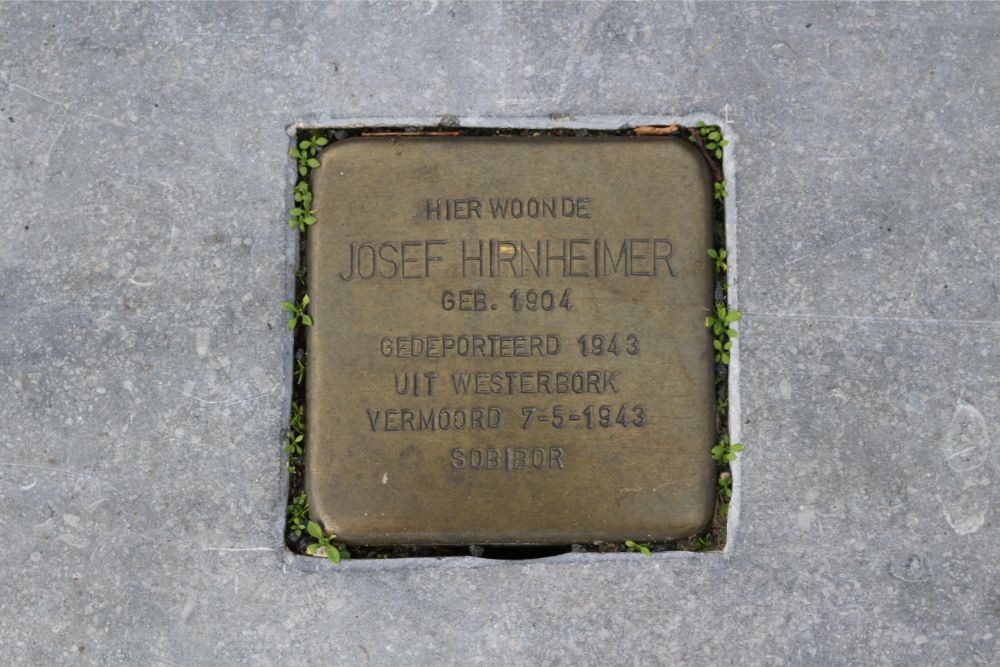 HIER WOONDE
JOSEF HIRNHEIMER
GEB. 1904
GEDEPORTEERD 1943
UIT WESTERBORK
VERMOORD 7-5-1943
SOBIBOR